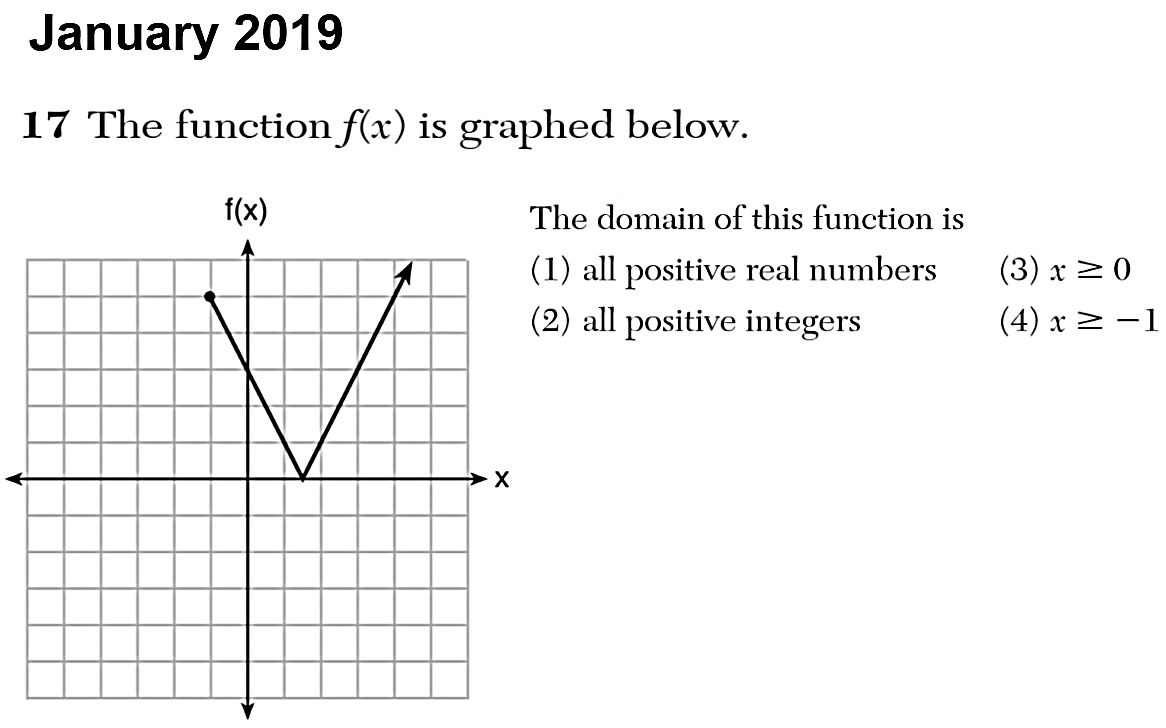 January 2019
17 The function f(x) is graphed below.
f(x)
x
The domain of this function is
(1) all positive real numbers (3) x ≥ 0
(2) all positive integers (4) x ≥ −1